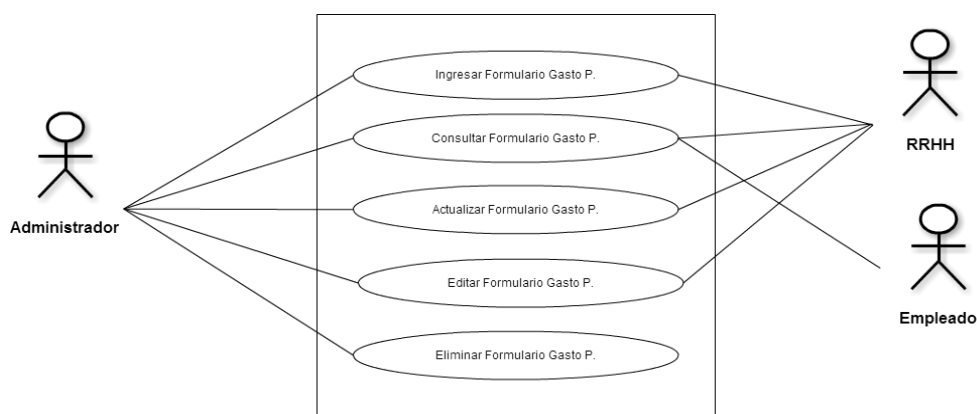 Ingresar Formulario Gasto P.
Consultar Formulario Gasto P.
Actualizar Formulario Gasto P.
Editar Formulario Gasto P.
Eliminar Formulario Gasto P.
Administrador
RRHH
Empleado